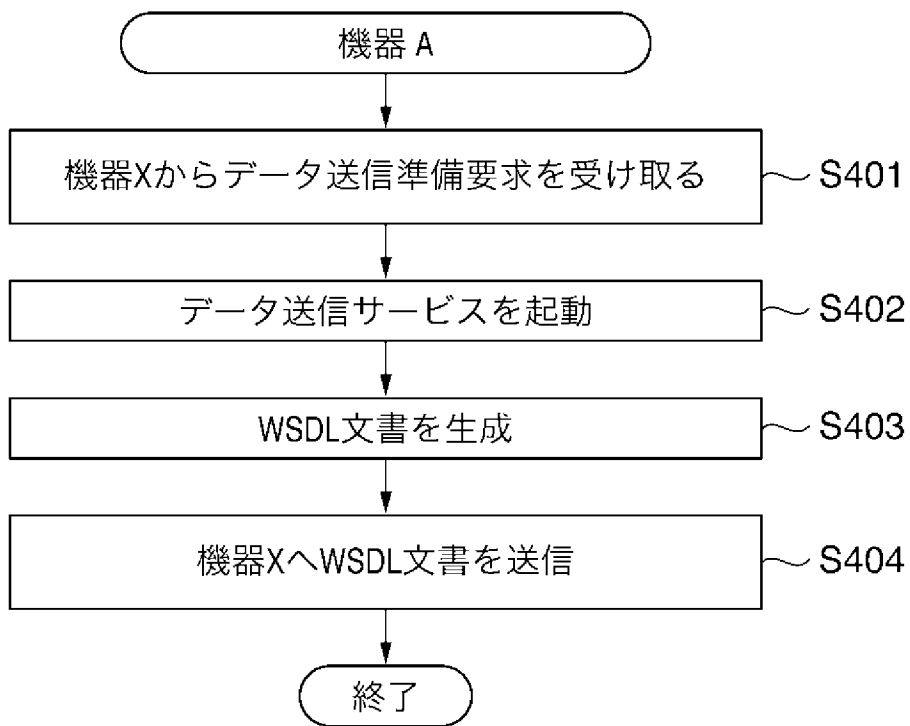 機器 A
機器Xからデータ送信準備要求を受け取る
S401
データ送信サービスを起動
S402
WSDL文書を生成
S403
機器XへWSDL文書を送信
S404
終了